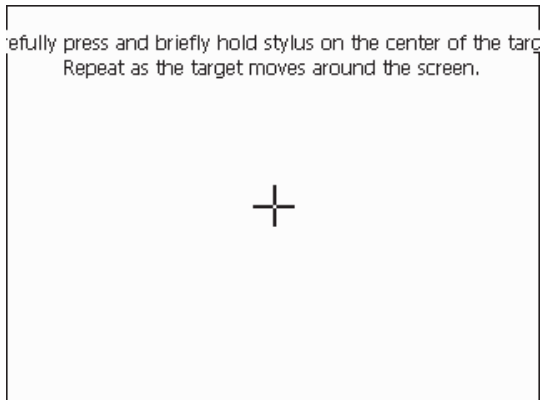 efully press and briefly hold stylus on the center of the targ
Repeat as the target moves around the screen.